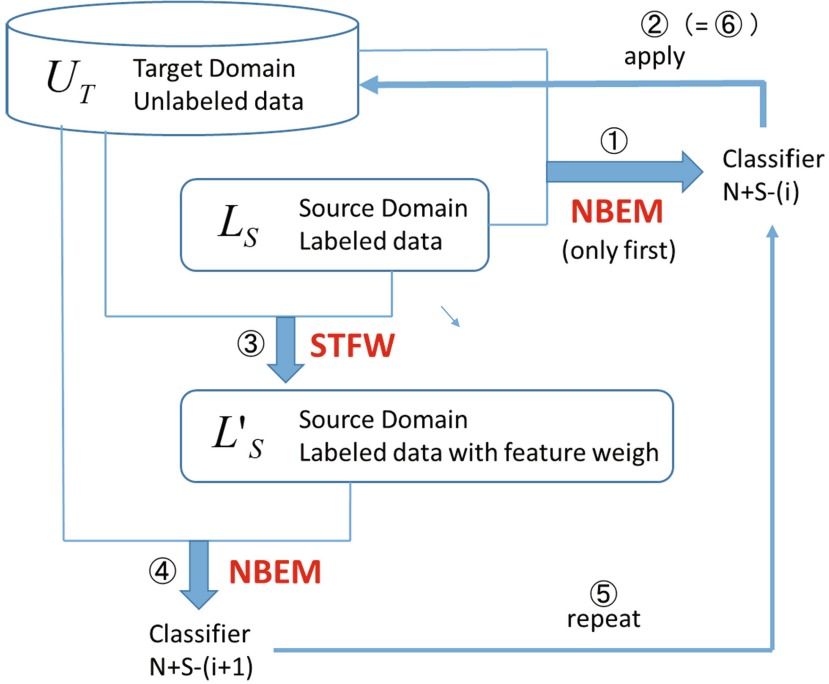 ② (=⑥)
apply
U_T
Target Domain
Unlabeled data
①
NBEM
(only first)
Classifier
N+S-(i)
L_S
Source Domain
Labeled data
③
STFW
L'_S
Source Domain
Labeled data with feature weigh
④
NBEM
⑤
repeat
Classifier
N+S-(i+1)